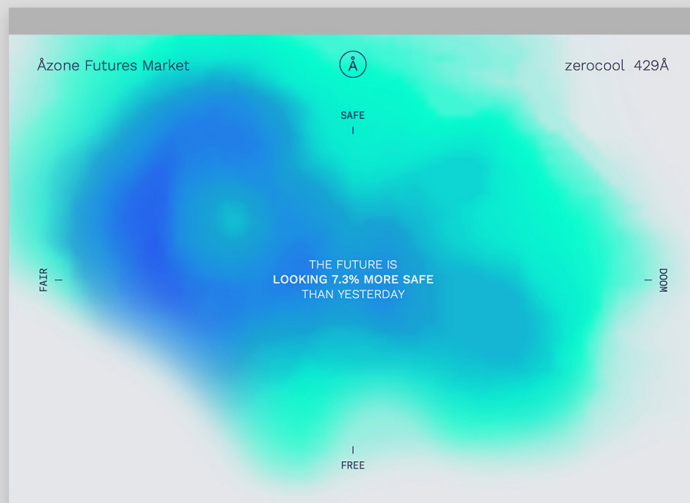 Åzone Futures Market
Å
zerocool 429Å
SAFE
THE FUTURE IS
LOOKING 7.3% MORE SAFE
THAN YESTERDAY
FAIR
DOOM
FREE